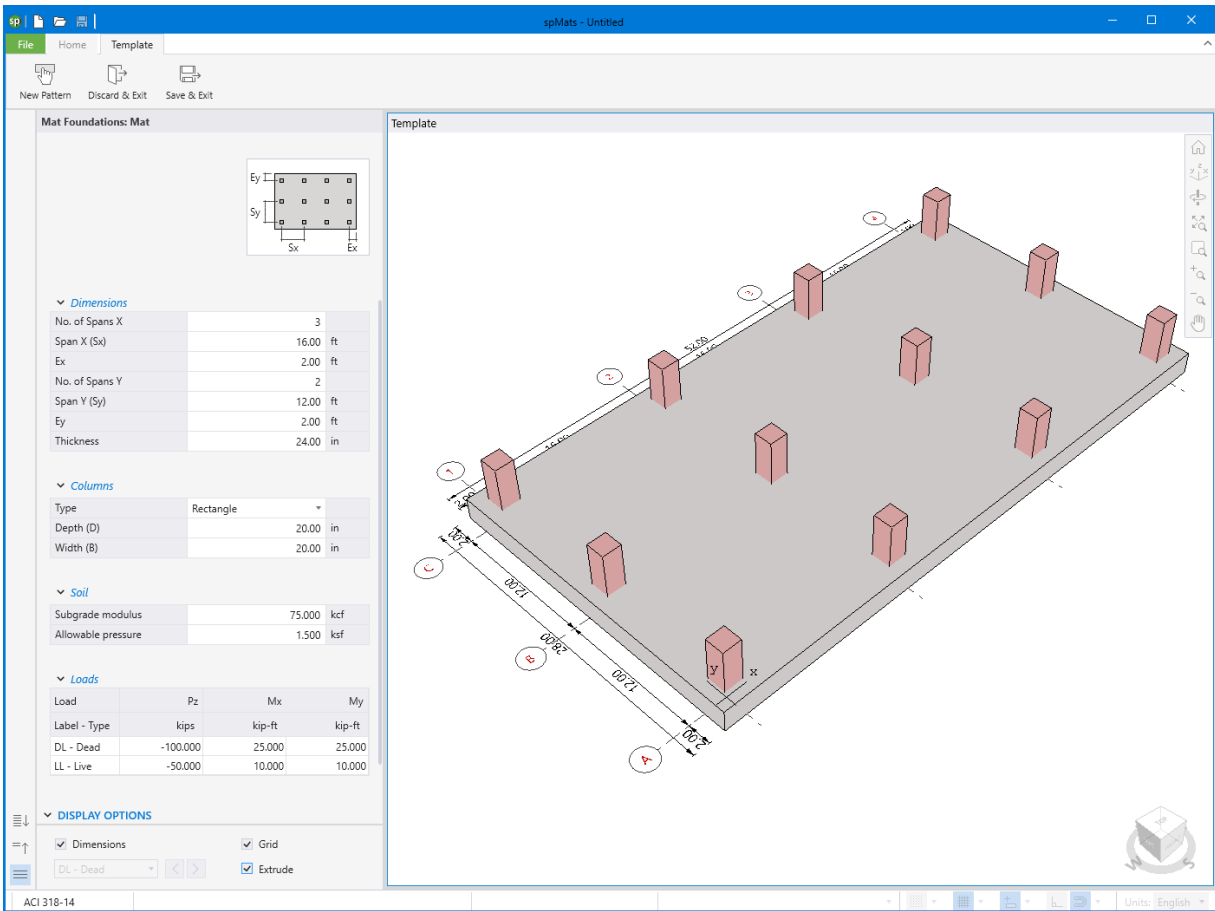 sp
spMats - Untitled
File Home Template
New Pattern Discard & Exit Save & Exit
Mat Foundations: Mat
Ey
Sy
Sx
Ex
Dimensions
No. of Spans X 3
Span X (Sx) 16.00 ft
Ex 2.00 ft
No. of Spans Y 2
Span Y (Sy) 12.00 ft
Ey 2.00 ft
Thickness 24.00 in
Columns
Type Rectangle
Depth (D) 20.00 in
Width (B) 20.00 in
Soil
Subgrade modulus 75.000 kcf
Allowable pressure 1.500 ksf
Loads
Load Pz Mx My
Label - Type kips kip-ft kip-ft
DL - Dead -100.000 25.000 25.000
LL - Live -50.000 10.000 10.000
DISPLAY OPTIONS
Dimensions Grid
DL - Dead Extrude
Template
4
3
52.00
2
1
2.00
C
12.00
28.00
B
12.00
2.00
A
y x
z
y x
TOP
W S
ACI 318-14
Units: English